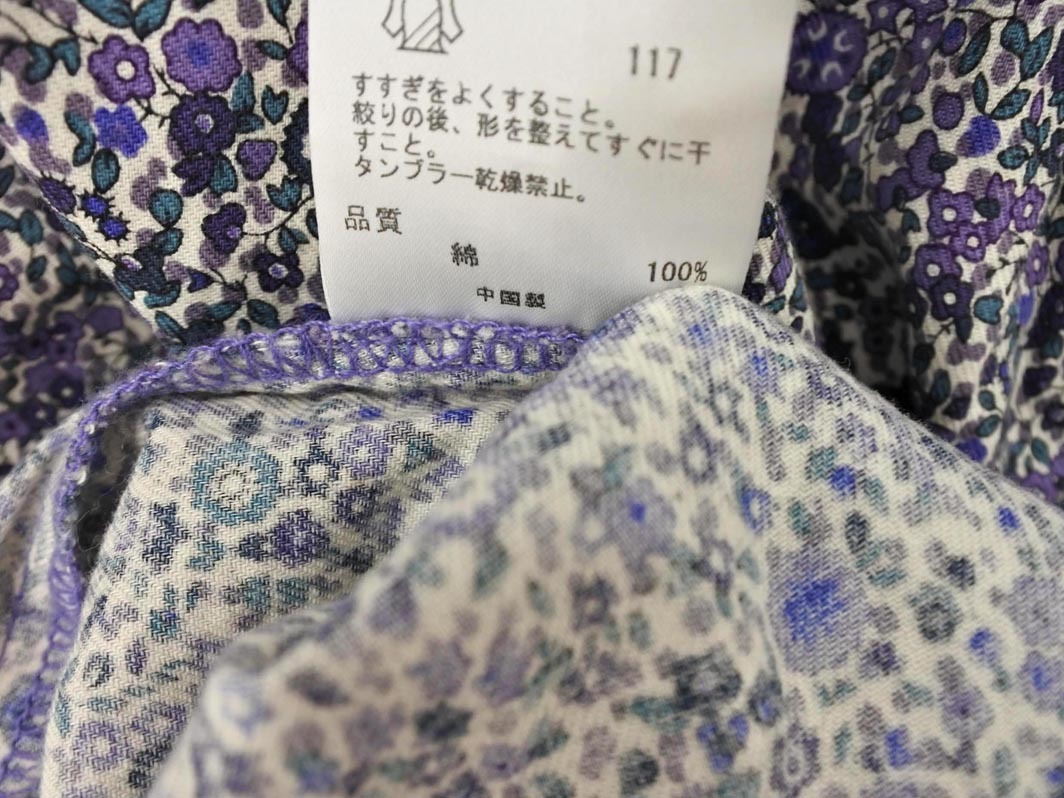 117
すすぎをよくすること。
絞りの後、形を整えてすぐに干
すこと。
タンブラー乾燥禁止。
品質
綿 100%
中国製